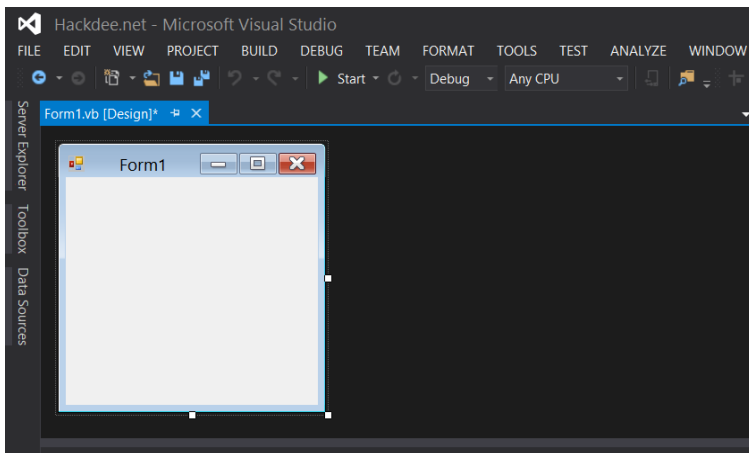 Hackdee.net - Microsoft Visual Studio
FILE EDIT VIEW PROJECT BUILD DEBUG TEAM FORMAT TOOLS TEST ANALYZE WINDOW
Start Debug Any CPU
Form1.vb [Design]*
Server Explorer
Toolbox
Data Sources
Form1